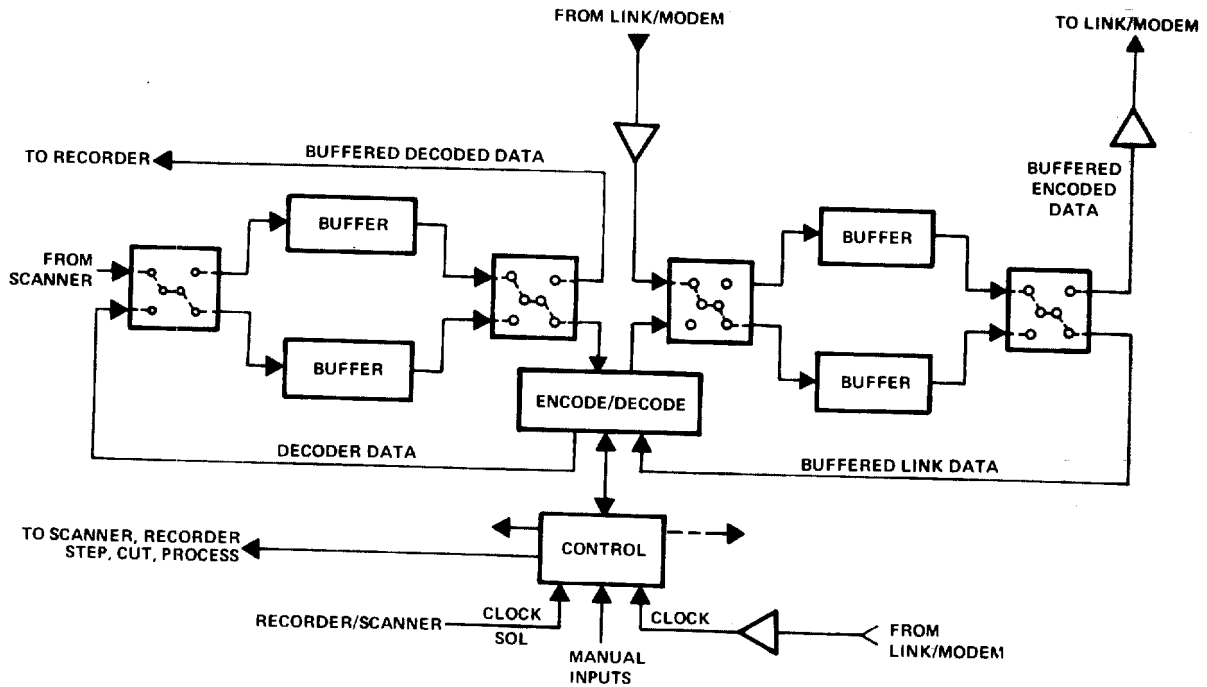 FROM LINK/MODEM
TO LINK/MODEM
TO RECORDER
BUFFERED DECODED DATA
BUFFERED
ENCODED
DATA
BUFFER
BUFFER
FROM
SCANNER
BUFFER
BUFFER
ENCODE/DECODE
DECODER DATA
BUFFERED LINK DATA
TO SCANNER, RECORDER
STEP, CUT, PROCESS
CONTROL
RECORDER/SCANNER
CLOCK
SOL
CLOCK
MANUAL
INPUTS
FROM
LINK/MODEM